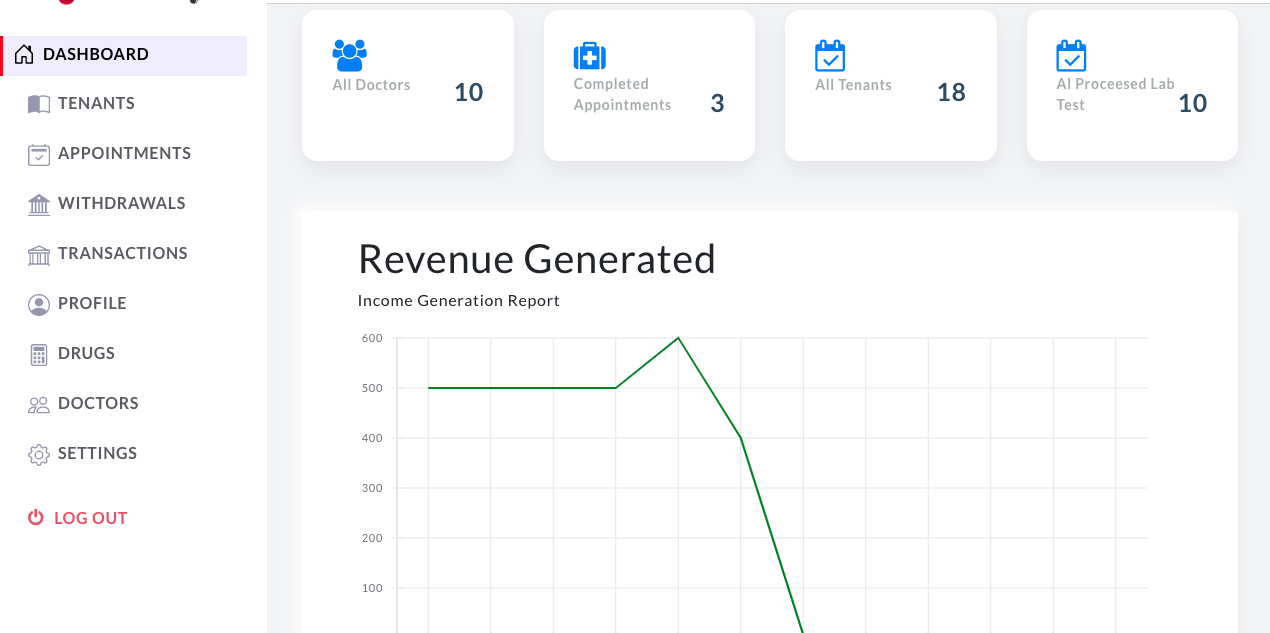 DASHBOARD
TENANTS
APPOINTMENTS
WITHDRAWALS
TRANSACTIONS
PROFILE
DRUGS
DOCTORS
SETTINGS
LOG OUT
All Doctors
10
Completed
Appointments
3
All Tenants
18
AI Proceesed Lab
Test
10
Revenue Generated
Income Generation Report
600
500
400
300
200
100